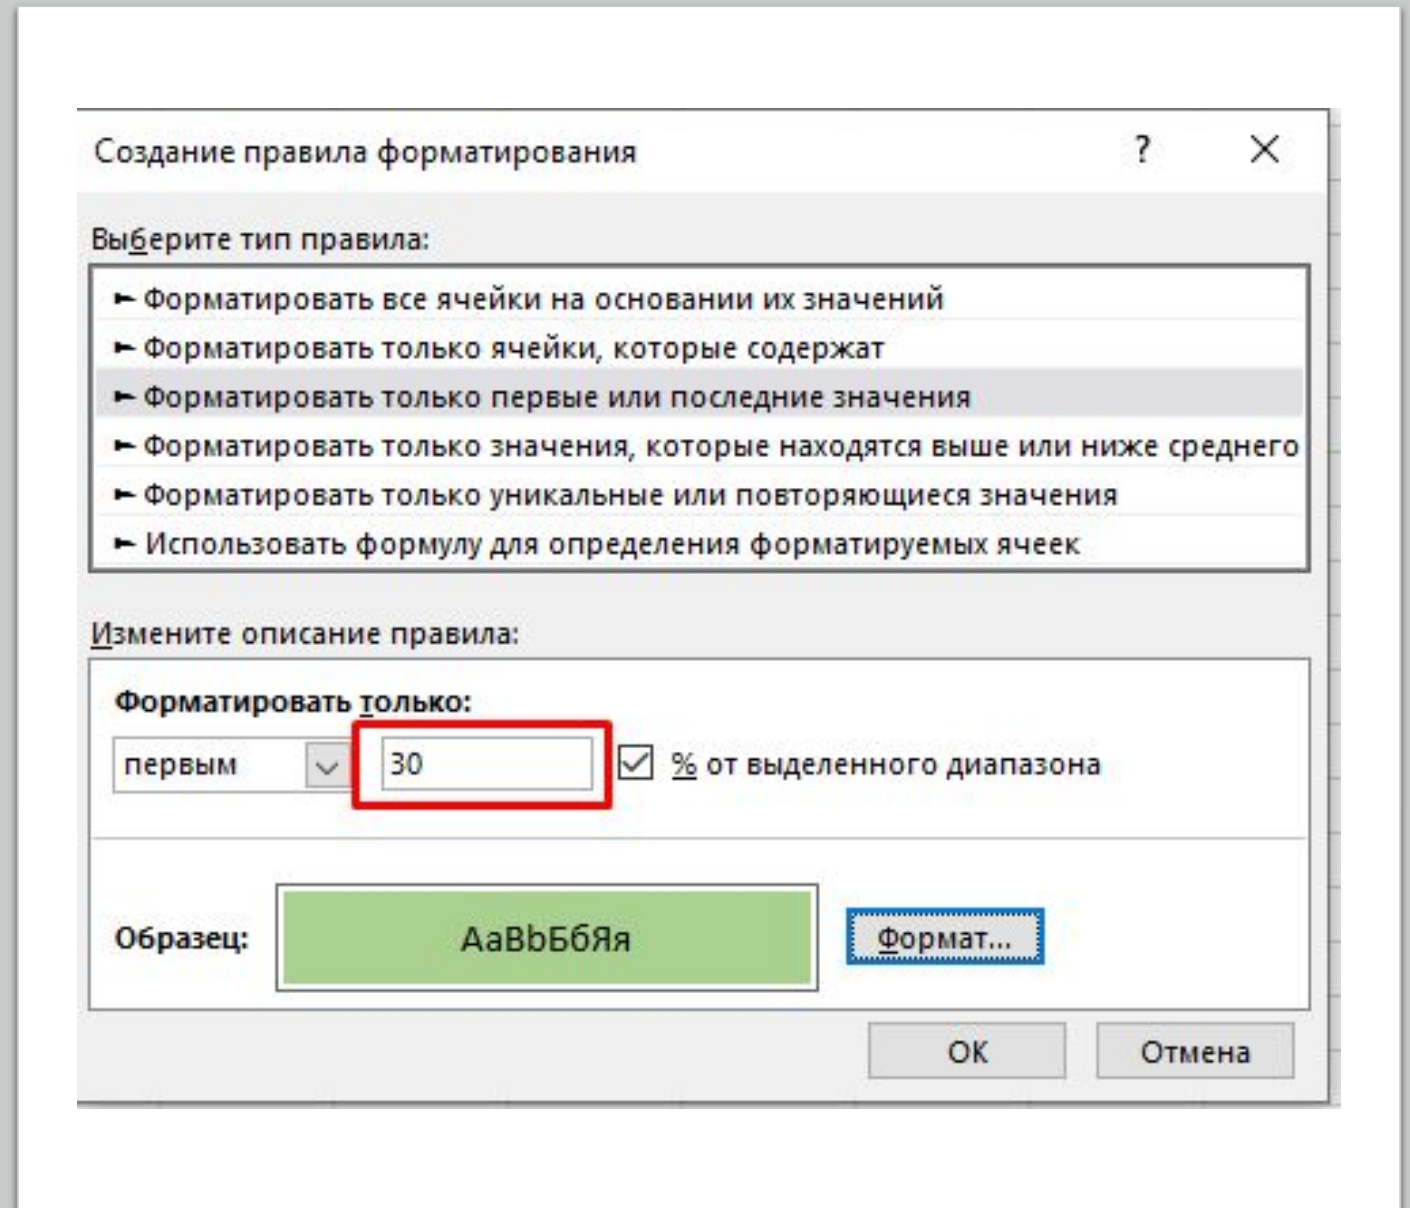 Создание правила форматирования ?
Выберите тип правила:
► Форматировать все ячейки на основании их значений
► Форматировать только ячейки, которые содержат
► Форматировать только первые или последние значения
► Форматировать только значения, которые находятся выше или ниже среднего
► Форматировать только уникальные или повторяющиеся значения
► Использовать формулу для определения форматируемых ячеек
Измените описание правила:
Форматировать только:
первым 30 % от выделенного диапазона
Образец: АаВbБбЯя Формат...
ОК Отмена